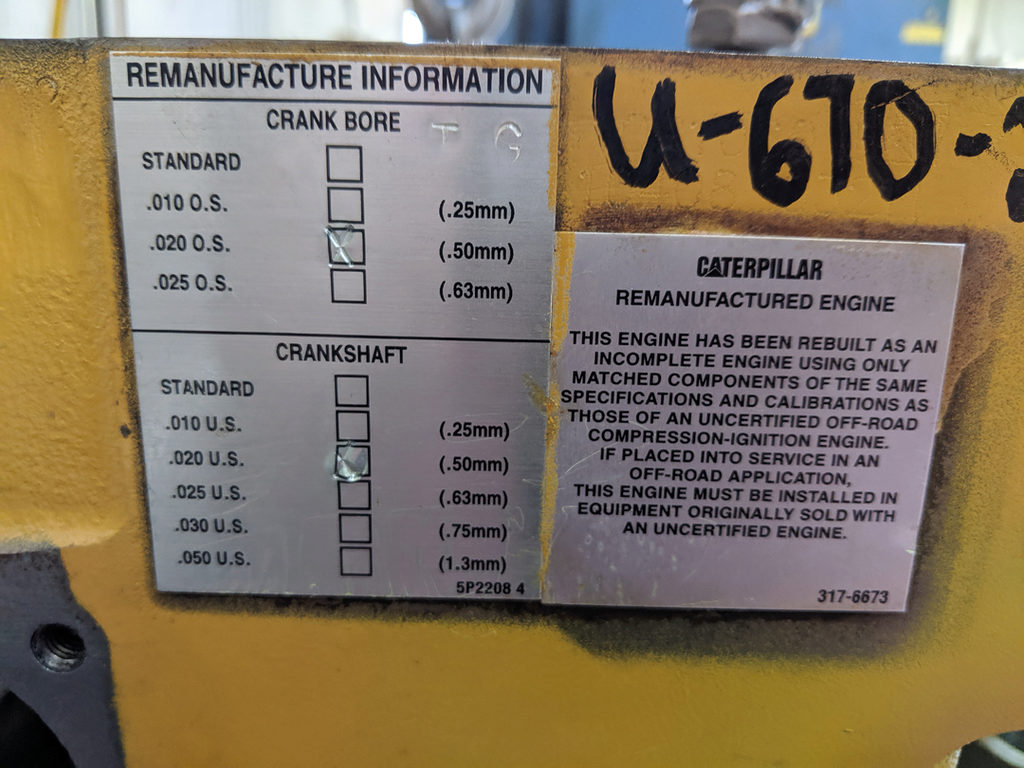 REMANUFACTURE INFORMATION
CRANK BORE T G
STANDARD
.010 O.S. (.25mm)
.020 O.S. X (.50mm)
.025 O.S. (.63mm)
CRANKSHAFT
STANDARD
.010 U.S. (.25mm)
.020 U.S. X (.50mm)
.025 U.S. (.63mm)
.030 U.S. (.75mm)
.050 U.S. (1.3mm)
5P2208 4
U-670-
CATERPILLAR
REMANUFACTURED ENGINE
THIS ENGINE HAS BEEN REBUILT AS AN
INCOMPLETE ENGINE USING ONLY
MATCHED COMPONENTS OF THE SAME
SPECIFICATIONS AND CALIBRATIONS AS
THOSE OF AN UNCERTIFIED OFF-ROAD
COMPRESSION-IGNITION ENGINE.
IF PLACED INTO SERVICE IN AN
OFF-ROAD APPLICATION,
THIS ENGINE MUST BE INSTALLED IN
EQUIPMENT ORIGINALLY SOLD WITH
AN UNCERTIFIED ENGINE.
317-6673